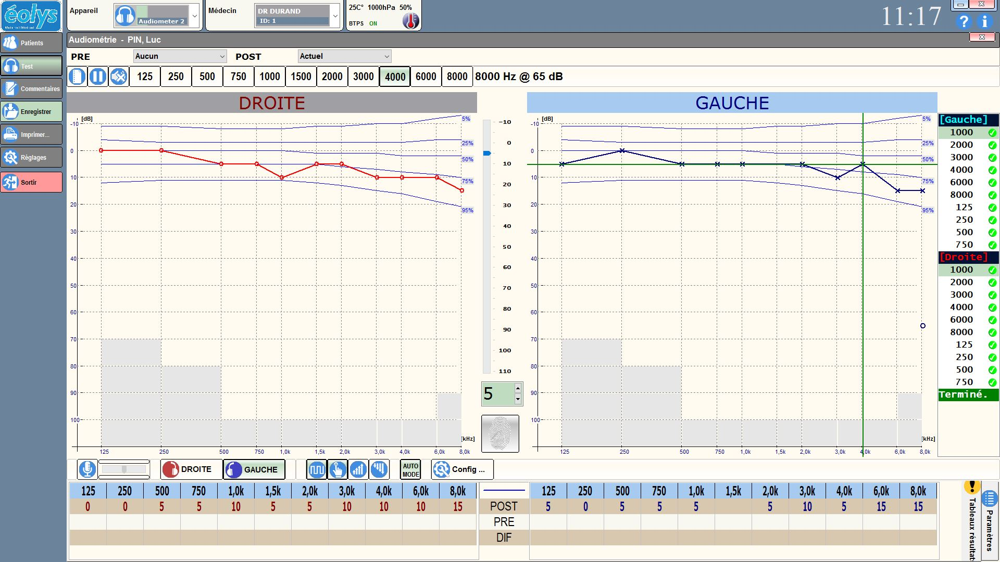 éolys
Matériel Médical
Appareil
Audiometer 2
Médecin
DR DURAND
ID: 1
25C° 1000hPa 50%
BTPS ON
11:17
Patients
Test
Commentaires
Enregistrer
Imprimer...
Réglages
Sortir
Audiométrie - PIN, Luc
PRE Aucun POST Actuel
125 250 500 750 1000 1500 2000 3000 4000 6000 8000 8000 Hz @ 65 dB
DROITE
[dB]
-10
0
10
20
30
40
50
60
70
80
90
100
5%
25%
50%
75%
95%
[kHz]
125 250 500 750 1,0k 1,5k 2,0k 3,0k 4,0k 6,0k 8,0k
-10
0
10
20
30
40
50
60
70
80
90
100
110
5
GAUCHE
[dB]
-10
0
10
20
30
40
50
60
70
80
90
100
5%
25%
50%
75%
95%
[kHz]
125 250 500 750 1,0k 1,5k 2,0k 3,0k 4,0k 6,0k 8,0k
[Gauche]
1000
2000
3000
4000
6000
8000
125
250
500
750
[Droite]
1000
2000
3000
4000
6000
8000
125
250
500
750
Terminé.
DROITE GAUCHE AUTO MODE Config ...
125 250 500 750 1,0k 1,5k 2,0k 3,0k 4,0k 6,0k 8,0k 125 250 500 750 1,0k 1,5k 2,0k 3,0k 4,0k 6,0k 8,0k
0 0 5 5 10 5 5 10 10 10 15 POST 5 0 5 5 5 5 10 5 15 15
PRE
DIF
Tableaux résultat
Paramètres